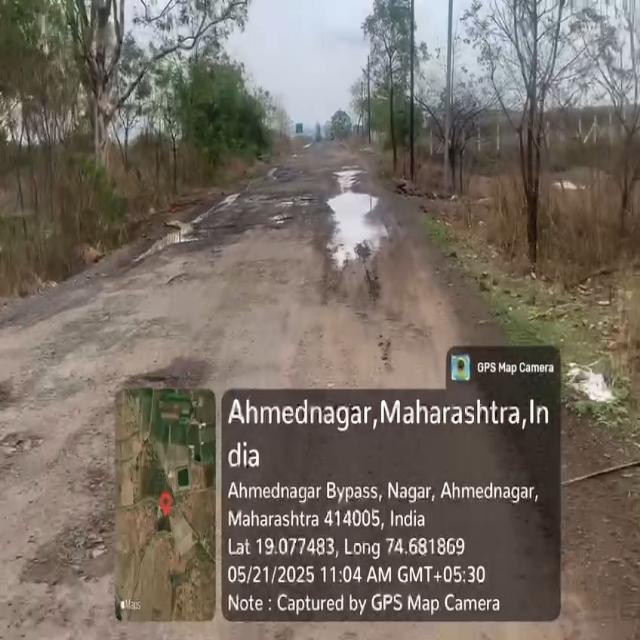 GPS Map Camera
Ahmednagar,Maharashtra,In
dia
Ahmednagar Bypass, Nagar, Ahmednagar,
Maharashtra 414005, India
Lat 19.077483, Long 74.681869
05/21/2025 11:04 AM GMT+05:30
Note : Captured by GPS Map Camera
Maps